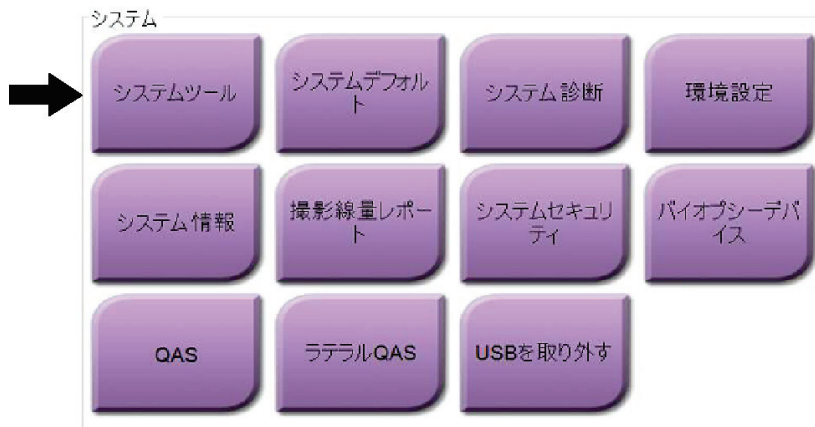 システム
システムツール
システムデフォル
ト
システム診断
環境設定
システム情報
撮影線量レポー
ト
システムセキュリ
ティ
バイオプシーデバ
イス
QAS
ラテラルQAS
USBを取り外す